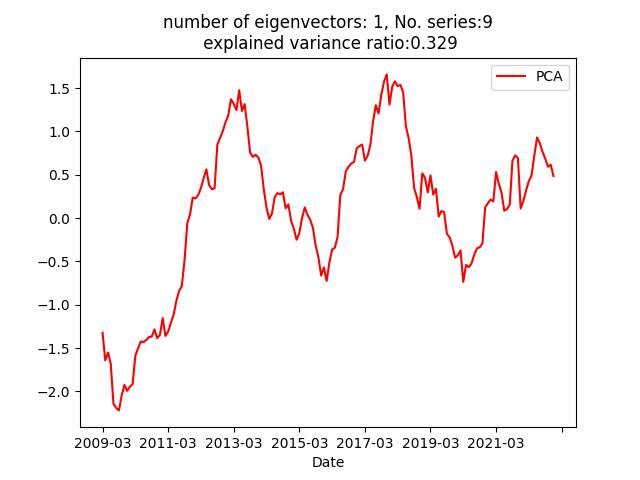 number of eigenvectors: 1, No. series:9
explained variance ratio:0.329
PCA
1.5
1.0
0.5
0.0
−0.5
−1.0
−1.5
−2.0
2009-03 2011-03 2013-03 2015-03 2017-03 2019-03 2021-03
Date